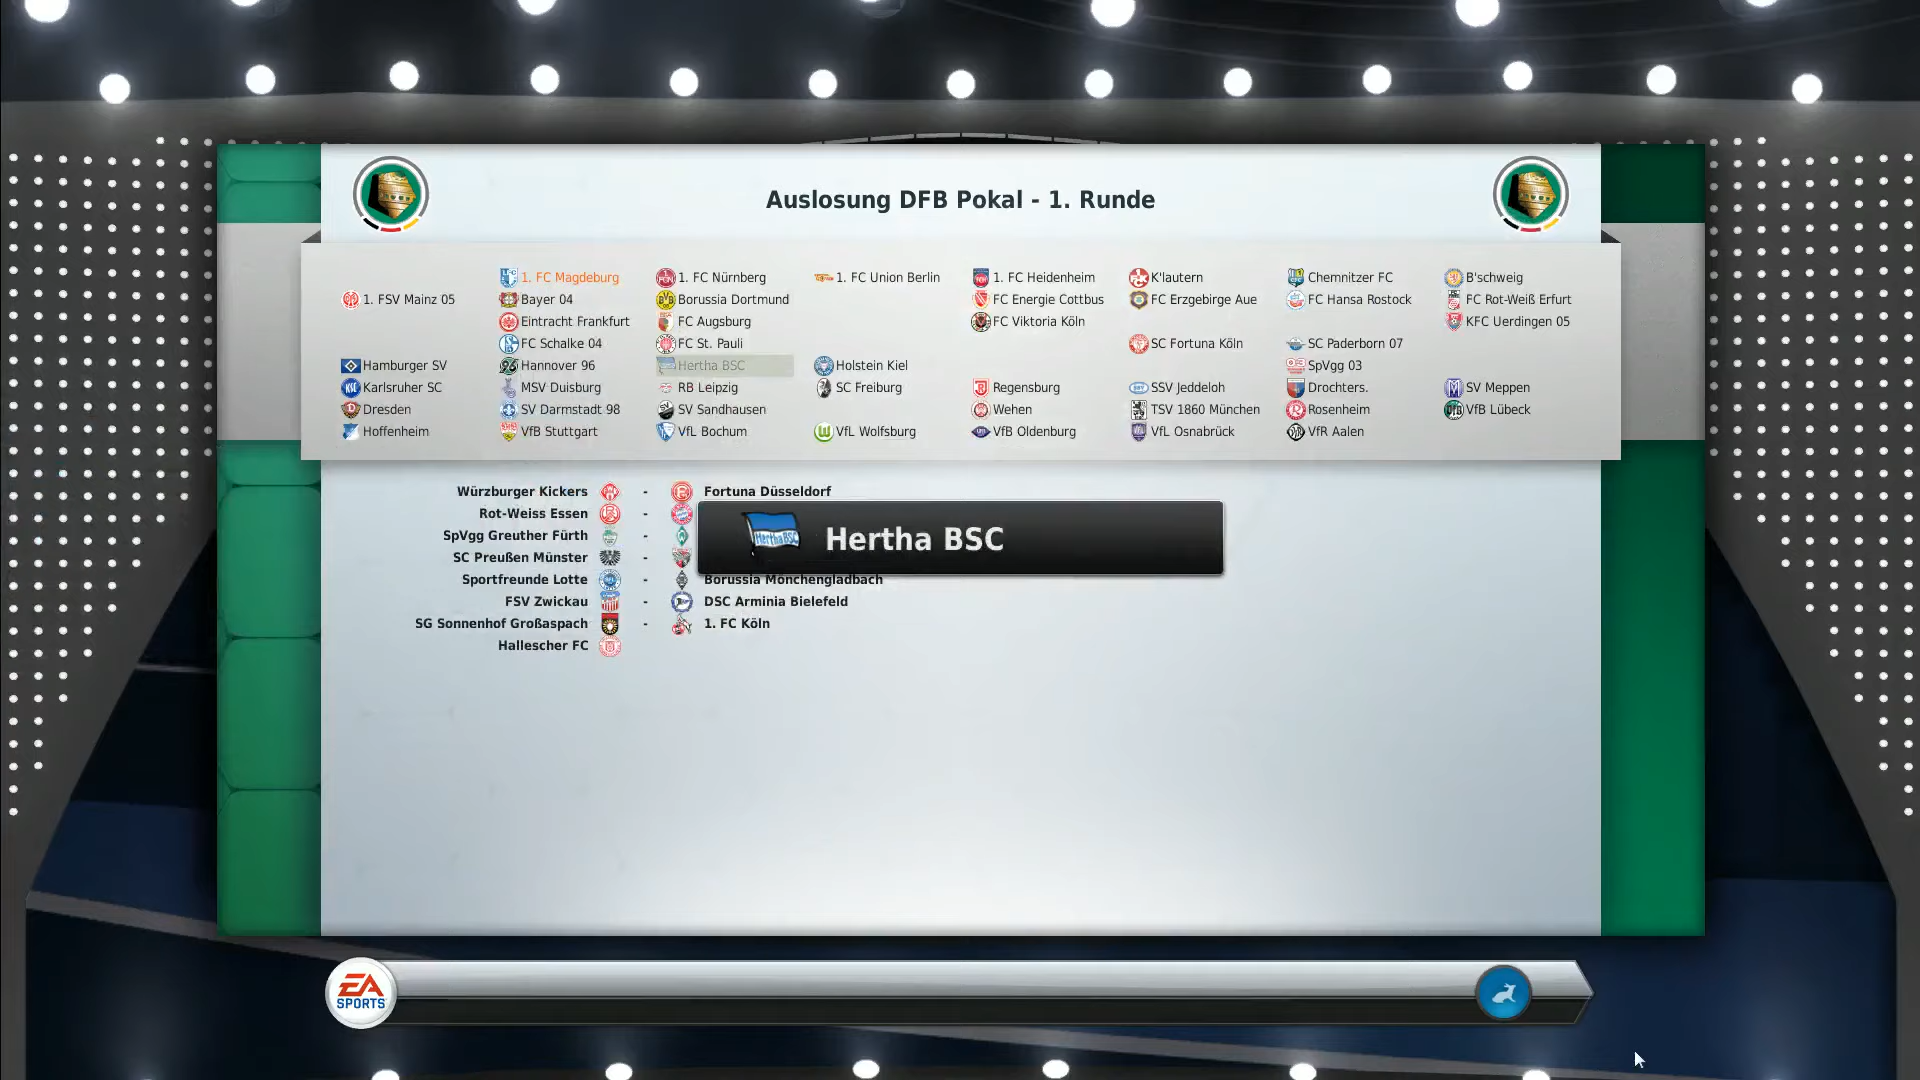 Auslosung DFB Pokal - 1. Runde
1. FC Magdeburg 1. FC Nürnberg 1. FC Union Berlin 1. FC Heidenheim K'lautern Chemnitzer FC B'schweig
1. FSV Mainz 05 Bayer 04 Borussia Dortmund FC Energie Cottbus FC Erzgebirge Aue FC Hansa Rostock FC Rot-Weiß Erfurt
Eintracht Frankfurt FC Augsburg FC Viktoria Köln KFC Uerdingen 05
FC Schalke 04 FC St. Pauli SC Fortuna Köln SC Paderborn 07
Hamburger SV Hannover 96 Hertha BSC Holstein Kiel SpVgg 03
Karlsruher SC MSV Duisburg RB Leipzig SC Freiburg Regensburg SSV Jeddeloh Drochters. SV Meppen
Dresden SV Darmstadt 98 SV Sandhausen Wehen TSV 1860 München Rosenheim VfB Lübeck
Hoffenheim VfB Stuttgart VfL Bochum VfL Wolfsburg VfB Oldenburg VfL Osnabrück VfR Aalen
Würzburger Kickers - Fortuna Düsseldorf
Rot-Weiss Essen -
SpVgg Greuther Fürth -
Hertha BSC
SC Preußen Münster -
Sportfreunde Lotte - Borussia Mönchengladbach
FSV Zwickau - DSC Arminia Bielefeld
SG Sonnenhof Großaspach - 1. FC Köln
Hallescher FC
EA
SPORTS